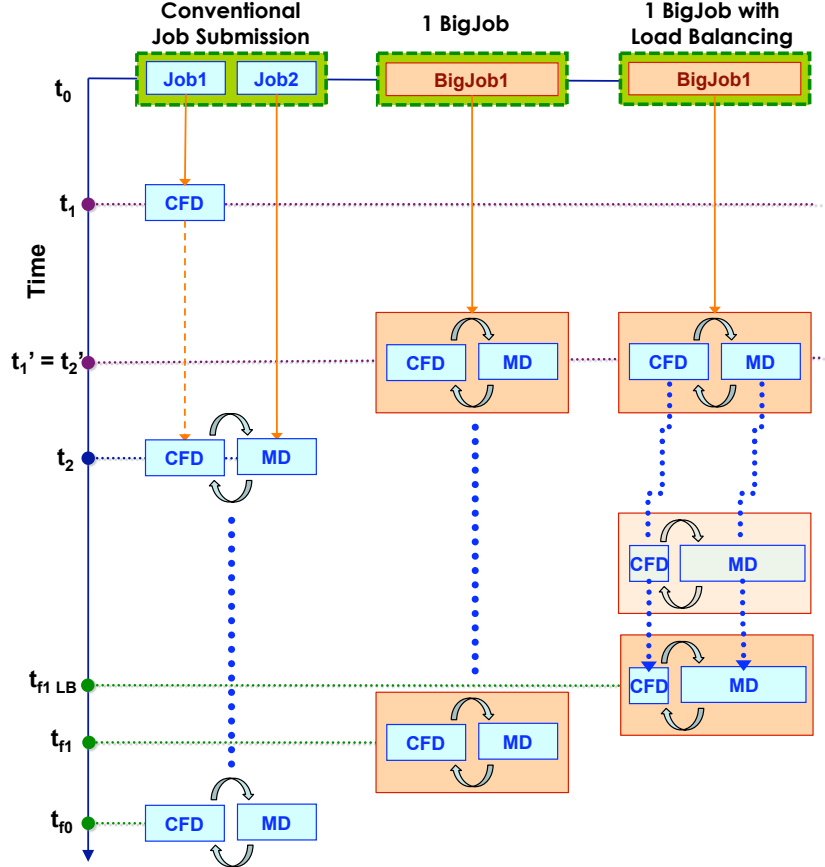 Conventional
Job Submission
1 BigJob
1 BigJob with
Load Balancing
t0
Job1
Job2
BigJob1
BigJob1
t1
CFD
Time
t1' = t2'
CFD
MD
CFD
MD
t2
CFD
MD
CFD
MD
tf1 LB
CFD
MD
tf1
CFD
MD
tf0
CFD
MD